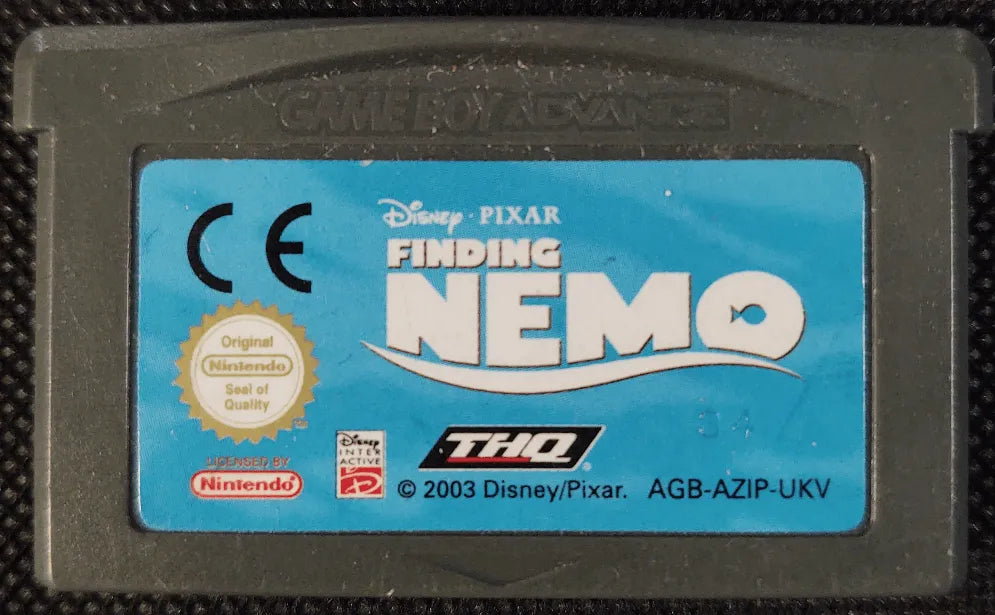 GAME BOY ADVANCE
CE
Disney · PIXAR
FINDING
NEMO
Original
Nintendo
Seal of
Quality
04
LICENSED BY
Nintendo
Disney
INTER
ACTIVE
THQ
© 2003 Disney/Pixar. AGB-AZIP-UKV